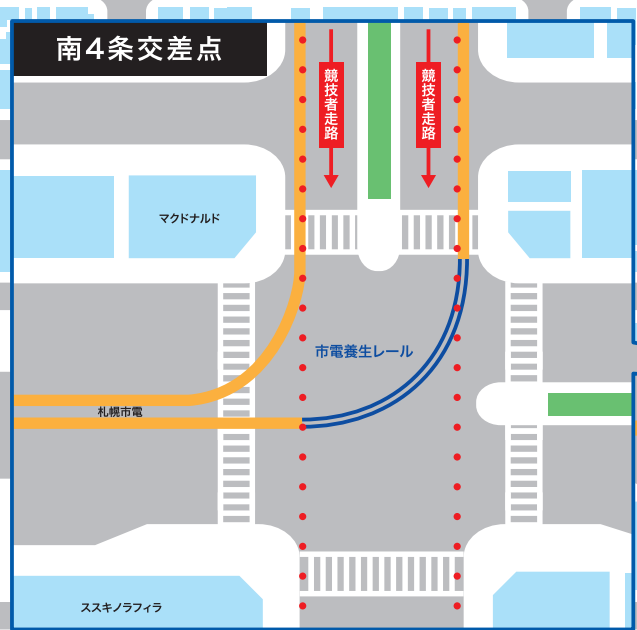 南4条交差点
競技者走路
競技者走路
マクドナルド
市電養生レール
札幌市電
ススキノラフィラ